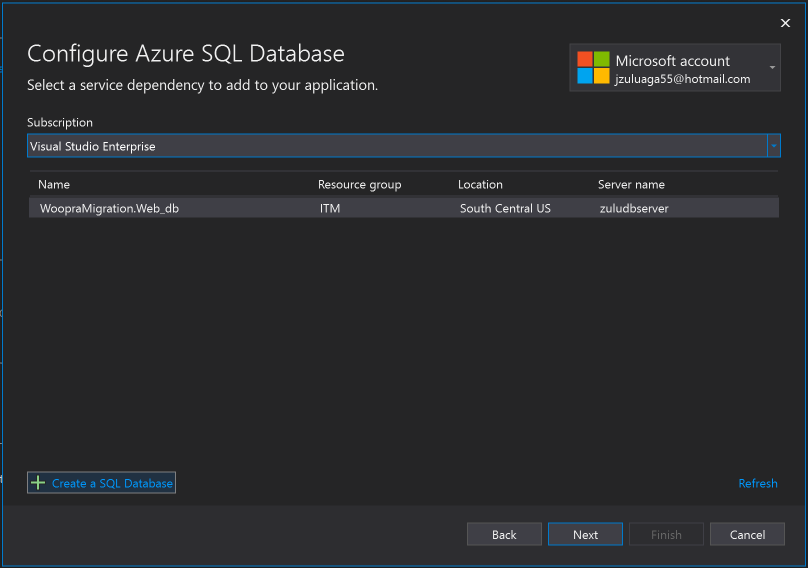 Configure Azure SQL Database
Select a service dependency to add to your application.
Microsoft account
jzuluaga55@hotmail.com
Subscription
Visual Studio Enterprise
Name Resource group Location Server name
WoopraMigration.Web_db ITM South Central US zuludbserver
Create a SQL Database Refresh
Back Next Finish Cancel